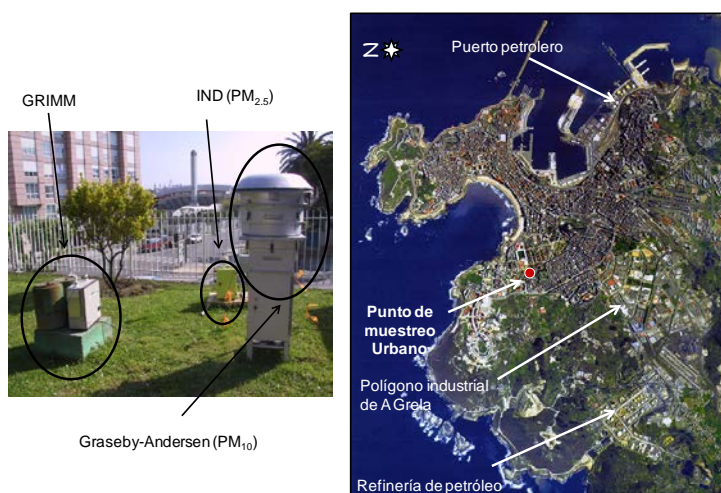 GRIMM
IND (PM2.5)
Graseby-Andersen (PM10)
N
Puerto petrolero
Punto de
muestreo
Urbano
Polígono industrial
de A Grela
Refinería de petróleo